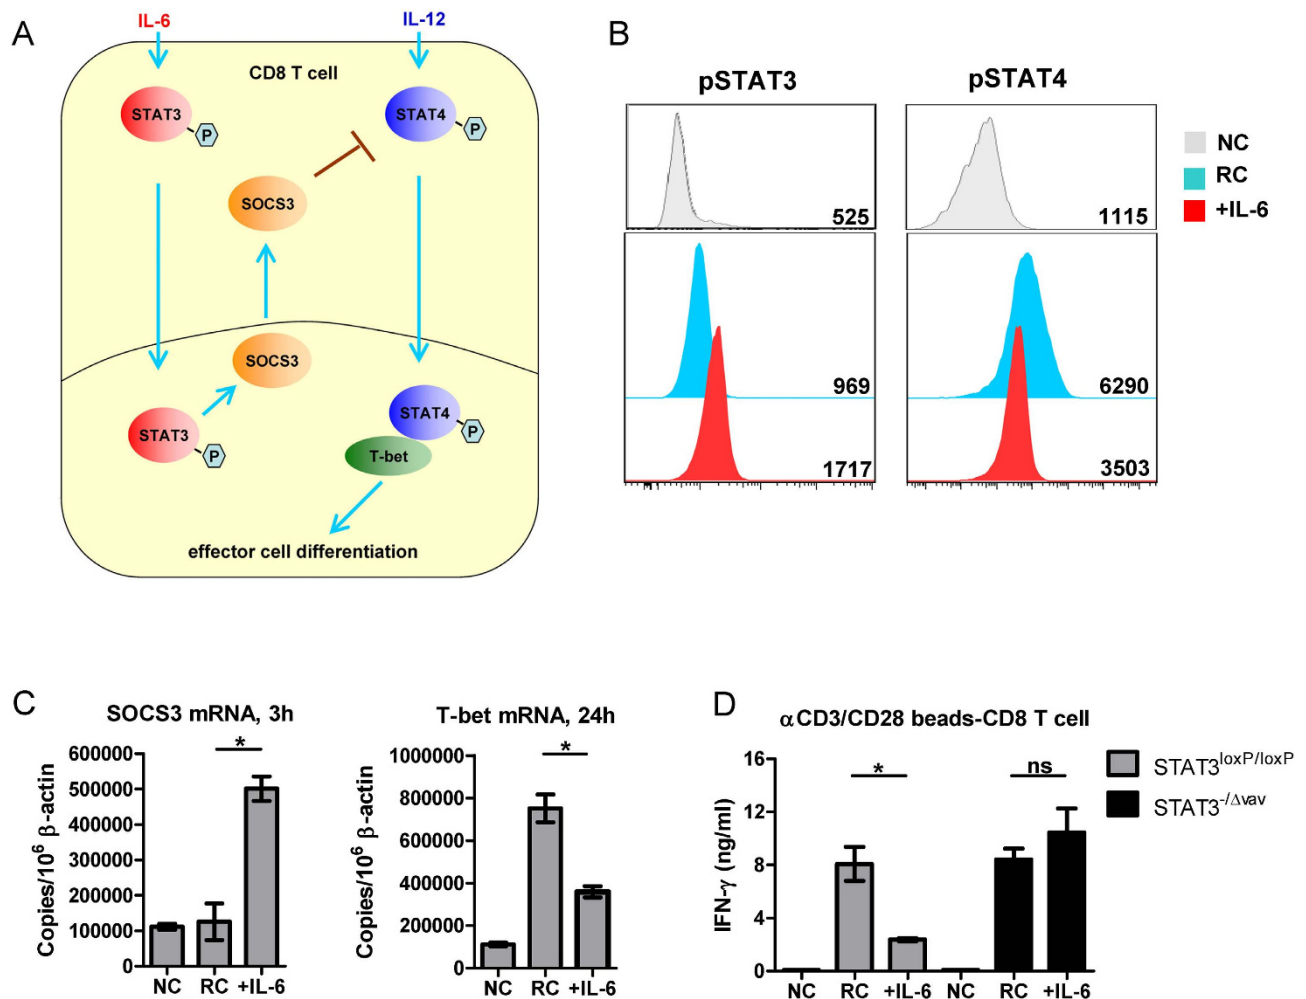 A
IL-6
IL-12
CD8 T cell
STAT3
P
STAT4
P
SOCS3
SOCS3
STAT3
P
STAT4
P
T-bet
effector cell differentiation
B
pSTAT3
pSTAT4
525
1115
969
6290
1717
3503
NC
RC
+IL-6
C
SOCS3 mRNA, 3h
Copies/10⁶ β-actin
600000
500000
400000
300000
200000
100000
0
*
NC RC +IL-6
T-bet mRNA, 24h
Copies/10⁶ β-actin
1000000
800000
600000
400000
200000
0
*
NC RC +IL-6
D
αCD3/CD28 beads-CD8 T cell
IFN-γ (ng/ml)
16
12
8
4
0
*
ns
NC RC +IL-6 NC RC +IL-6
STAT3loxP/loxP
STAT3-/Δvav